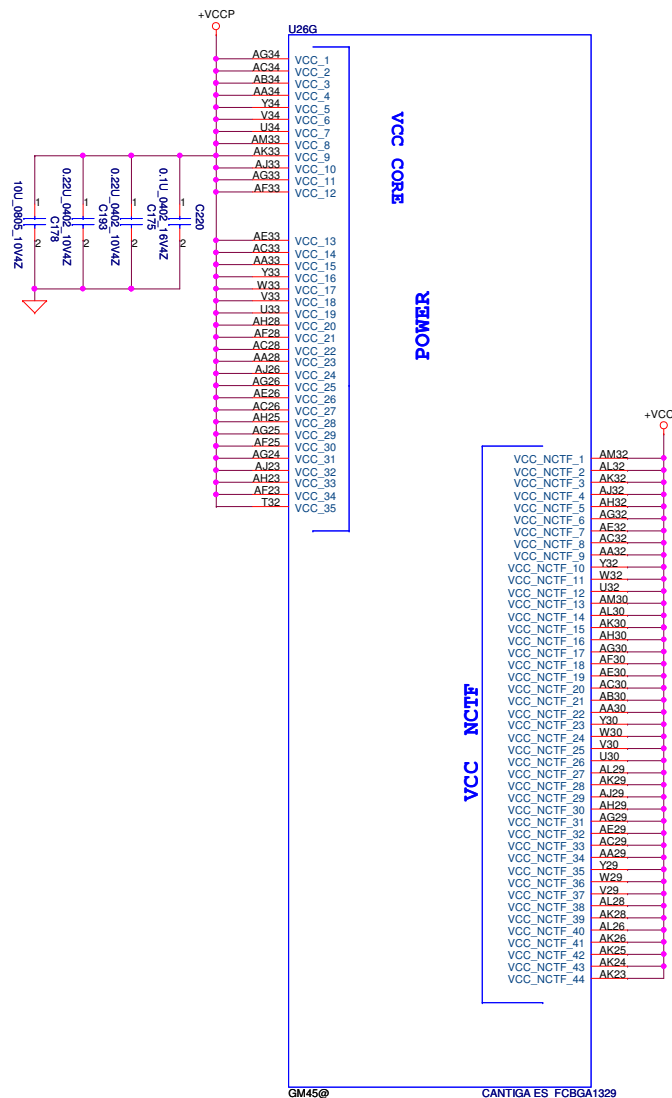 +VCCP
U26G
AG34 VCC_1
AC34 VCC_2
AB34 VCC_3
AA34 VCC_4
Y34 VCC_5
V34 VCC_6
U34 VCC_7
AM33 VCC_8
AK33 VCC_9
AJ33 VCC_10
AG33 VCC_11
AF33 VCC_12
VCC CORE
AE33 VCC_13
AC33 VCC_14
AA33 VCC_15
Y33 VCC_16
W33 VCC_17
V33 VCC_18
U33 VCC_19
AH28 VCC_20
AF28 VCC_21
AC28 VCC_22
AA28 VCC_23
AJ26 VCC_24
AG26 VCC_25
AE26 VCC_26
AC26 VCC_27
AH25 VCC_28
AG25 VCC_29
AF25 VCC_30
AG24 VCC_31
AJ23 VCC_32
AH23 VCC_33
AF23 VCC_34
T32 VCC_35
POWER
1 2
10U_0805_10V4Z
C178
1 2
0.22U_0402_10V4Z
C193
1 2
0.22U_0402_10V4Z
C175
1 2
0.1U_0402_16V4Z
C220
+VCC
VCC NCTF
VCC_NCTF_1 AM32
VCC_NCTF_2 AL32
VCC_NCTF_3 AK32
VCC_NCTF_4 AJ32
VCC_NCTF_5 AH32
VCC_NCTF_6 AG32
VCC_NCTF_7 AE32
VCC_NCTF_8 AC32
VCC_NCTF_9 AA32
VCC_NCTF_10 Y32
VCC_NCTF_11 W32
VCC_NCTF_12 U32
VCC_NCTF_13 AM30
VCC_NCTF_14 AL30
VCC_NCTF_15 AK30
VCC_NCTF_16 AH30
VCC_NCTF_17 AG30
VCC_NCTF_18 AF30
VCC_NCTF_19 AE30
VCC_NCTF_20 AC30
VCC_NCTF_21 AB30
VCC_NCTF_22 AA30
VCC_NCTF_23 Y30
VCC_NCTF_24 W30
VCC_NCTF_25 V30
VCC_NCTF_26 U30
VCC_NCTF_27 AL29
VCC_NCTF_28 AK29
VCC_NCTF_29 AJ29
VCC_NCTF_30 AH29
VCC_NCTF_31 AG29
VCC_NCTF_32 AE29
VCC_NCTF_33 AC29
VCC_NCTF_34 AA29
VCC_NCTF_35 Y29
VCC_NCTF_36 W29
VCC_NCTF_37 V29
VCC_NCTF_38 AL28
VCC_NCTF_39 AK28
VCC_NCTF_40 AL26
VCC_NCTF_41 AK26
VCC_NCTF_42 AK25
VCC_NCTF_43 AK24
VCC_NCTF_44 AK23
GM45@
CANTIGA ES FCBGA1329